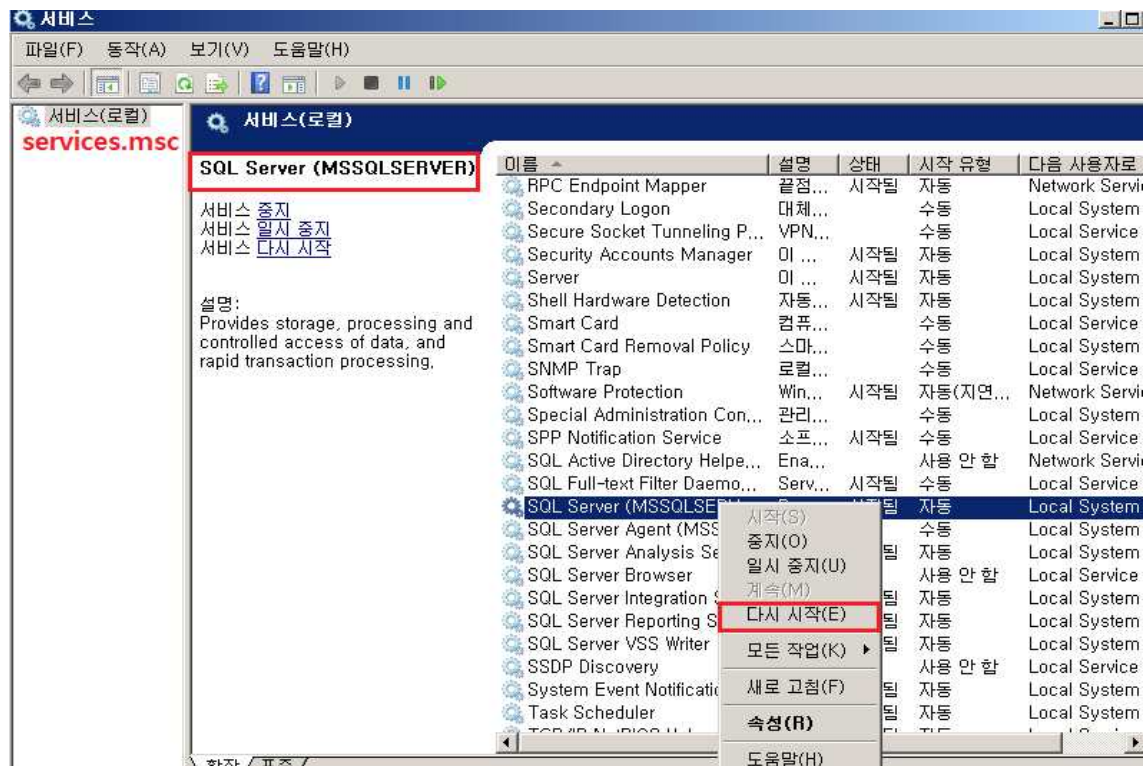 서비스
파일(F) 동작(A) 보기(V) 도움말(H)
서비스(로컬)
services.msc
서비스(로컬)
SQL Server (MSSQLSERVER)
서비스 중지
서비스 일시 중지
서비스 다시 시작
설명:
Provides storage, processing and
controlled access of data, and
rapid transaction processing.
이름 설명 상태 시작 유형 다음 사용자로
RPC Endpoint Mapper 끝점... 시작됨 자동 Network Servi
Secondary Logon 대체... 수동 Local System
Secure Socket Tunneling P... VPN... 수동 Local Service
Security Accounts Manager 이 ... 시작됨 자동 Local System
Server 이 ... 시작됨 자동 Local System
Shell Hardware Detection 자동... 시작됨 자동 Local System
Smart Card 컴퓨... 수동 Local Service
Smart Card Removal Policy 스마... 수동 Local System
SNMP Trap 로컬... 수동 Local Service
Software Protection Win... 시작됨 자동(지연... Network Servi
Special Administration Con... 관리... 수동 Local System
SPP Notification Service 소프... 시작됨 수동 Local Service
SQL Active Directory Helpe... Ena... 사용 안 함 Network Servi
SQL Full-text Filter Daemo... Serv... 시작됨 수동 Local Service
SQL Server (MSSQLSE 됨 자동 Local System
SQL Server Agent (MSS 수동 Local System
SQL Server Analysis Se 됨 자동 Local System
SQL Server Browser 사용 안 함 Local Service
SQL Server Integration 됨 자동 Local System
SQL Server Reporting S 됨 자동 Local System
SQL Server VSS Writer 됨 자동 Local System
SSDP Discovery 사용 안 함 Local Service
System Event Notificatio 됨 자동 Local System
Task Scheduler 됨 자동 Local System
시작(S)
중지(O)
일시 중지(U)
계속(M)
다시 시작(E)
모든 작업(K)
새로 고침(F)
속성(R)
도움말(H)
확장 표준